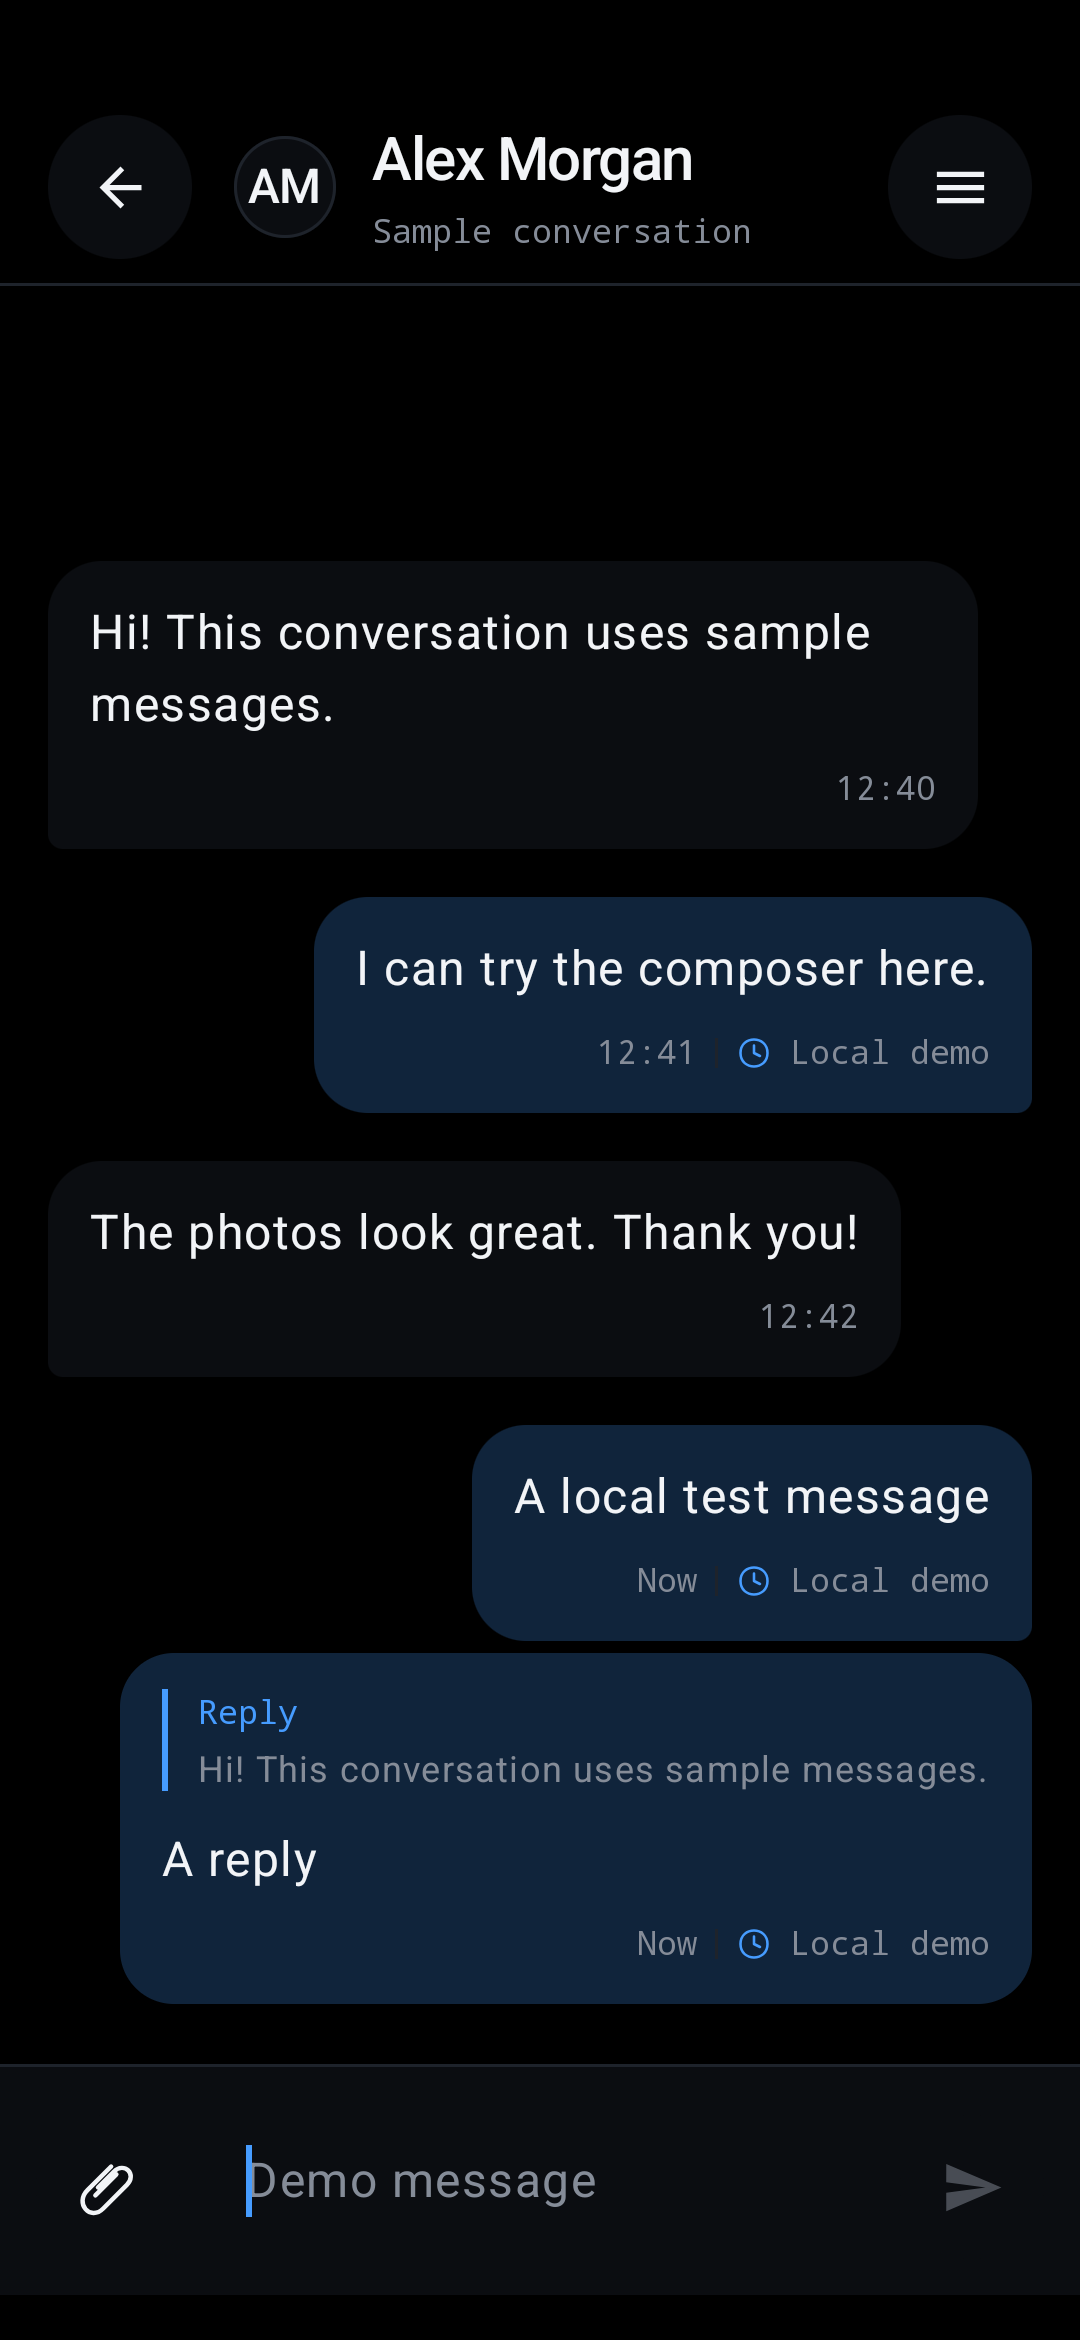 AM
Alex Morgan
Sample conversation
Hi! This conversation uses sample
messages.
12:40
I can try the composer here.
12:41 Local demo
The photos look great. Thank you!
12:42
A local test message
Now Local demo
Reply
Hi! This conversation uses sample messages.
A reply
Now Local demo
Demo message